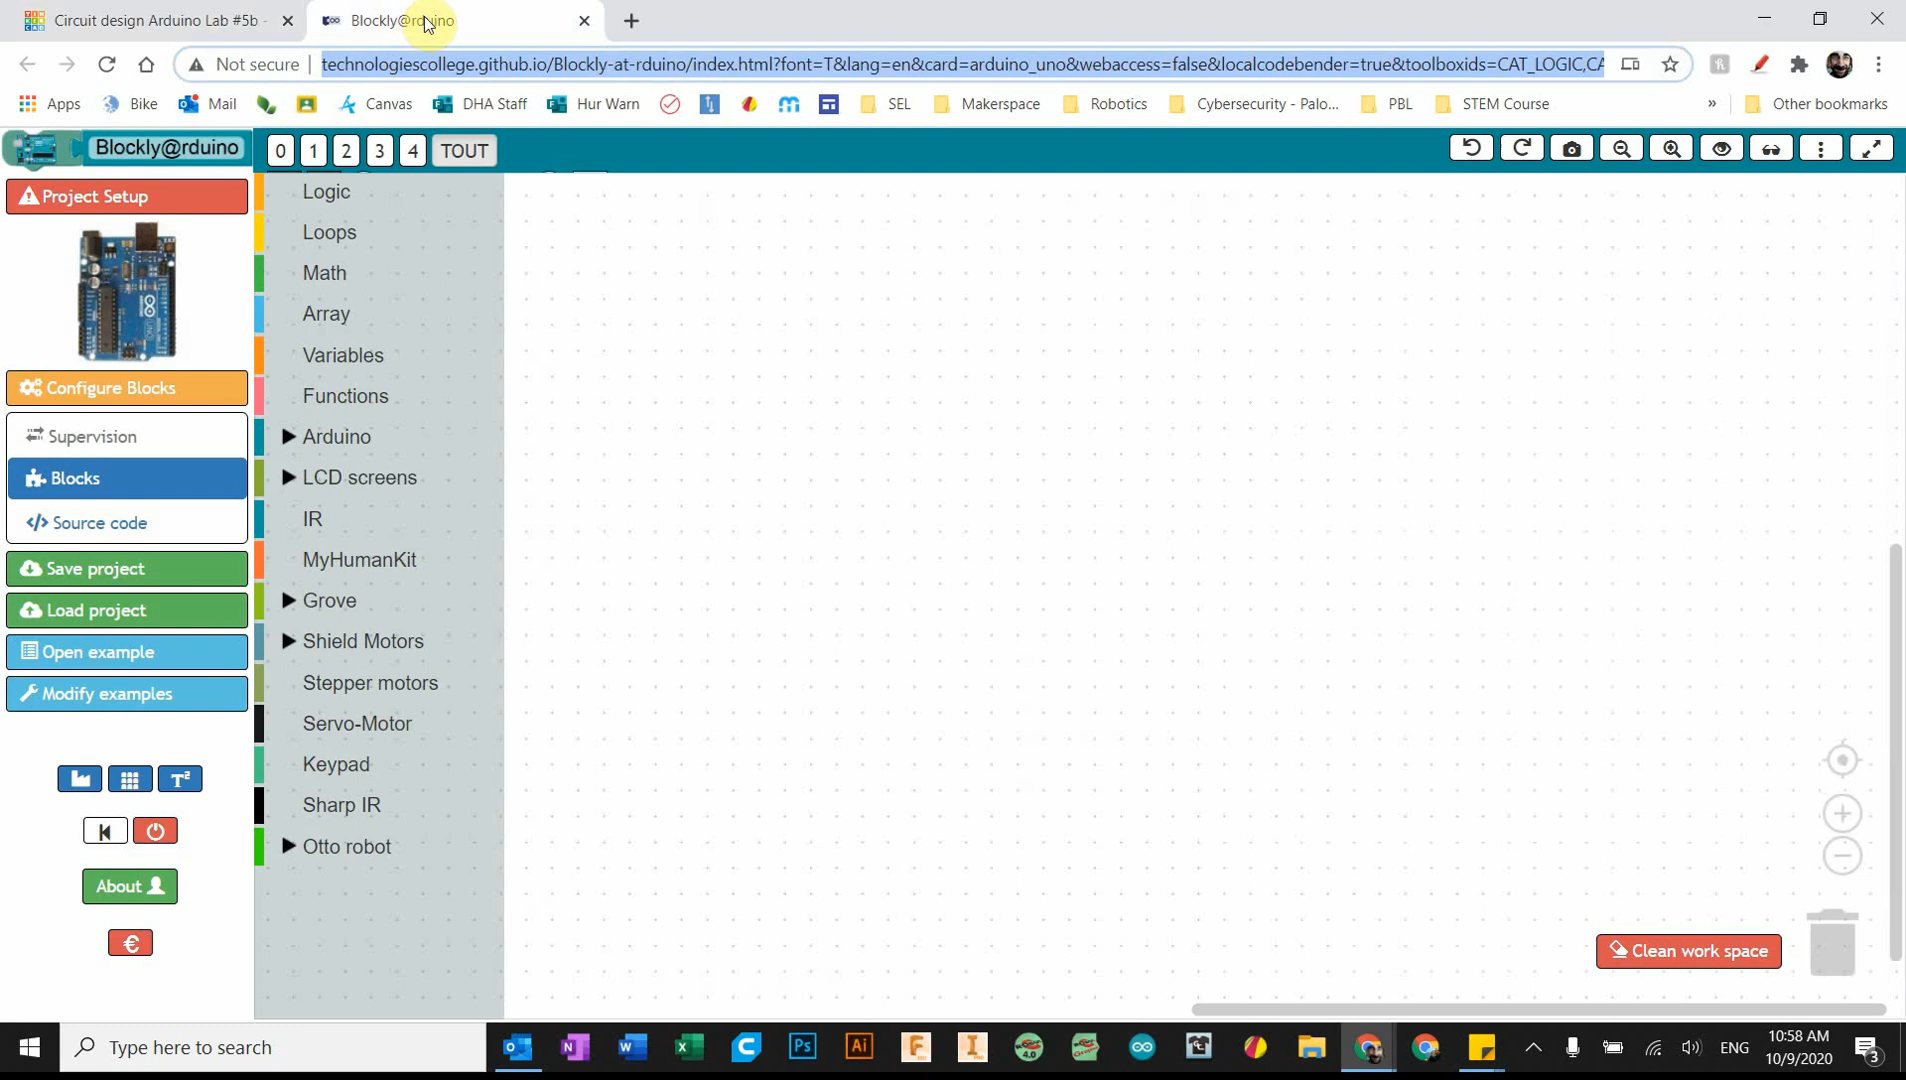 Circuit design Arduino Lab #5b -
Blockly@rduino
Not secure
technologiescollege.github.io/Blockly-at-rduino/index.html?font=T&lang=en&card=arduino_uno&webaccess=false&localcodebender=true&toolboxids=CAT_LOGIC,CA
Apps
Bike
Mail
Canvas
DHA Staff
Hur Warn
SEL
Makerspace
Robotics
Cybersecurity - Palo...
PBL
STEM Course
»
Other bookmarks
Blockly@rduino
0 1 2 3 4 TOUT
Project Setup
Configure Blocks
Supervision
Blocks
Source code
Save project
Load project
Open example
Modify examples
T²
About
€
Logic
Loops
Math
Array
Variables
Functions
Arduino
LCD screens
IR
MyHumanKit
Grove
Shield Motors
Stepper motors
Servo-Motor
Keypad
Sharp IR
Otto robot
Clean work space
Type here to search
Ps
Ai
ENG
10:58 AM
10/9/2020
3